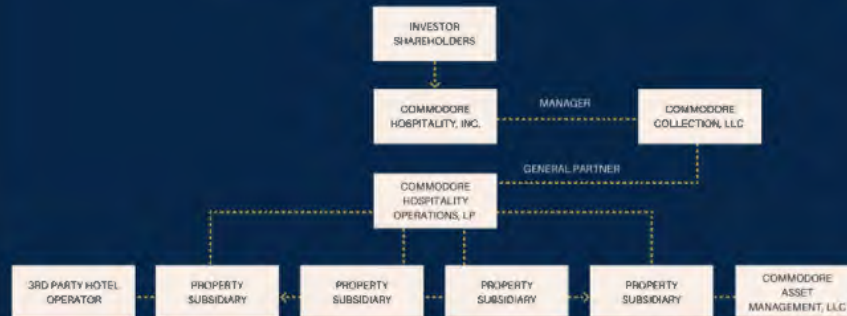 INVESTOR
SHAREHOLDERS
COMMODORE
HOSPITALITY, INC.
MANAGER
COMMODORE
COLLECTION, LLC
GENERAL PARTNER
COMMODORE
HOSPITALITY
OPERATIONS, LP
3RD PARTY HOTEL
OPERATOR
PROPERTY
SUBSIDIARY
PROPERTY
SUBSIDIARY
PROPERTY
SUBSIDIARY
PROPERTY
SUBSIDIARY
COMMODORE
ASSET
MANAGEMENT, LLC